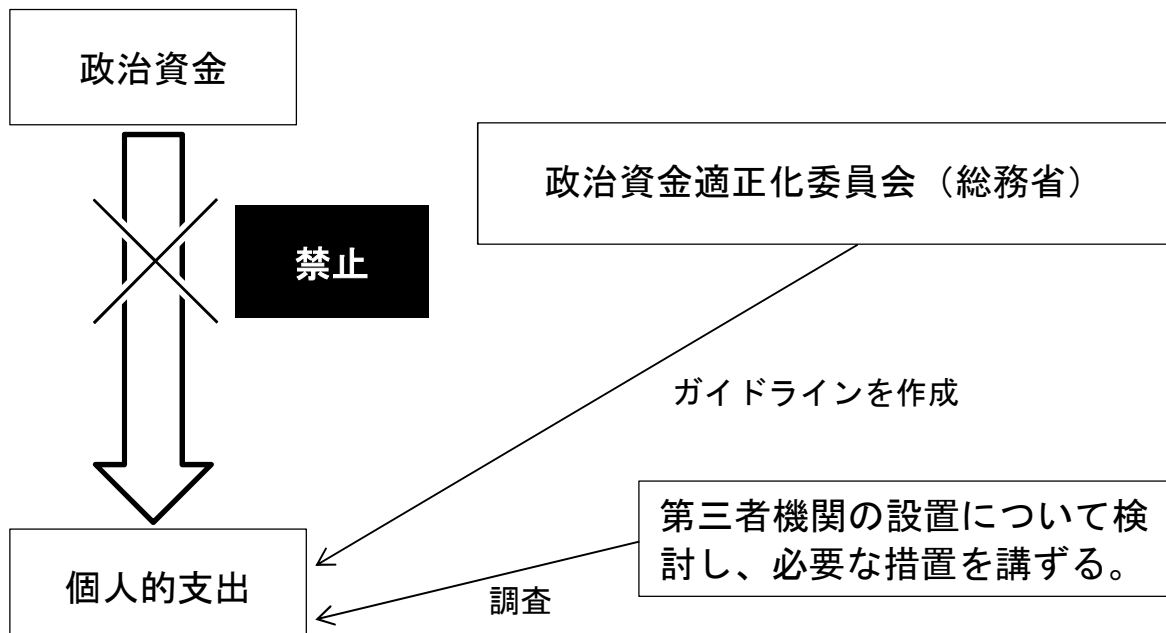 政治資金
政治資金適正化委員会（総務省）
禁止
ガイドラインを作成
第三者機関の設置について検
討し、必要な措置を講ずる。
個人的支出
調査